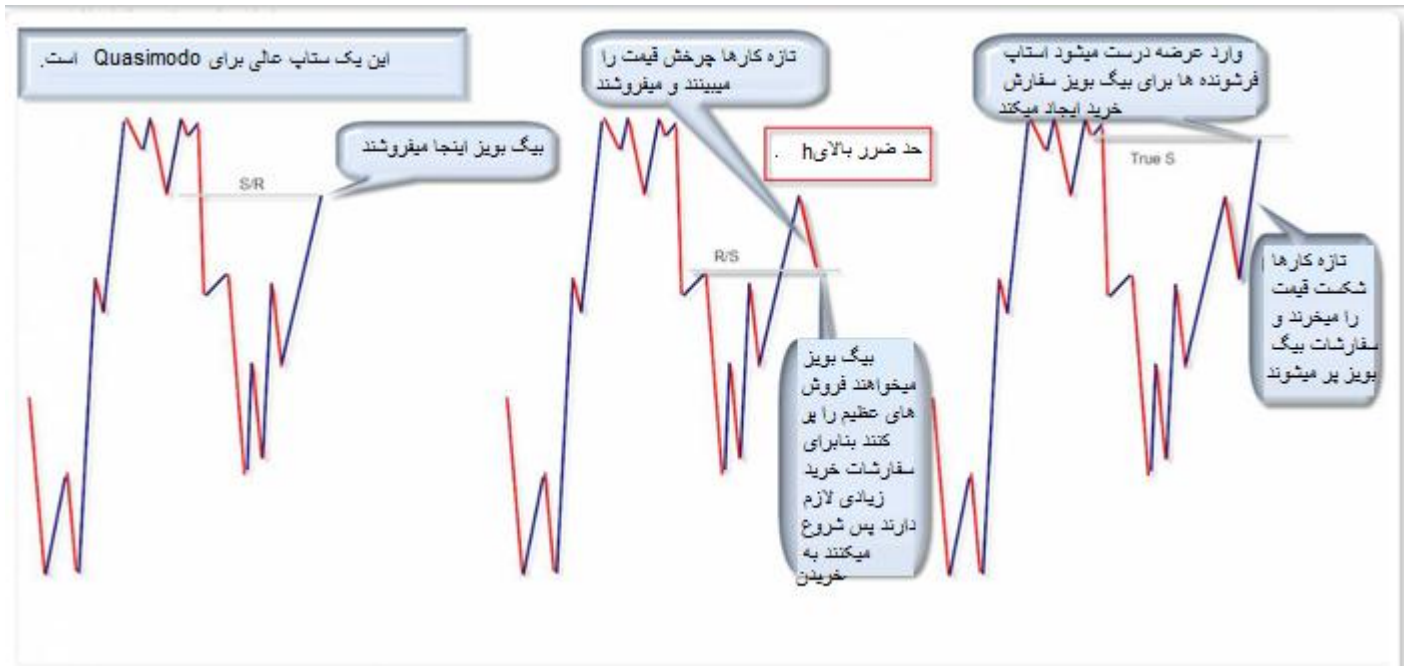 این یک ستاپ عالی برای Quasimodo است.
بیگ بویز اینجا میفروشند
S/R
تازه کارها چرخش قیمت را
میبینند و میفروشند
حد ضرر بالای h .
R/S
بیگ بویز
میخواهند فروش
های عظیم را پر
کنند بنابرای
سفارشات خرید
زیادی لازم
دارند پس شروع
میکنند به
خریدن
وارد عرضه درست میشود استاپ
فرشونده ها برای بیگ بویز سفارش
خرید ایجاد میکند
True S
تازه کارها
شکست قیمت
را میخرند و
سفارشات بیگ
بویز پر میشوند